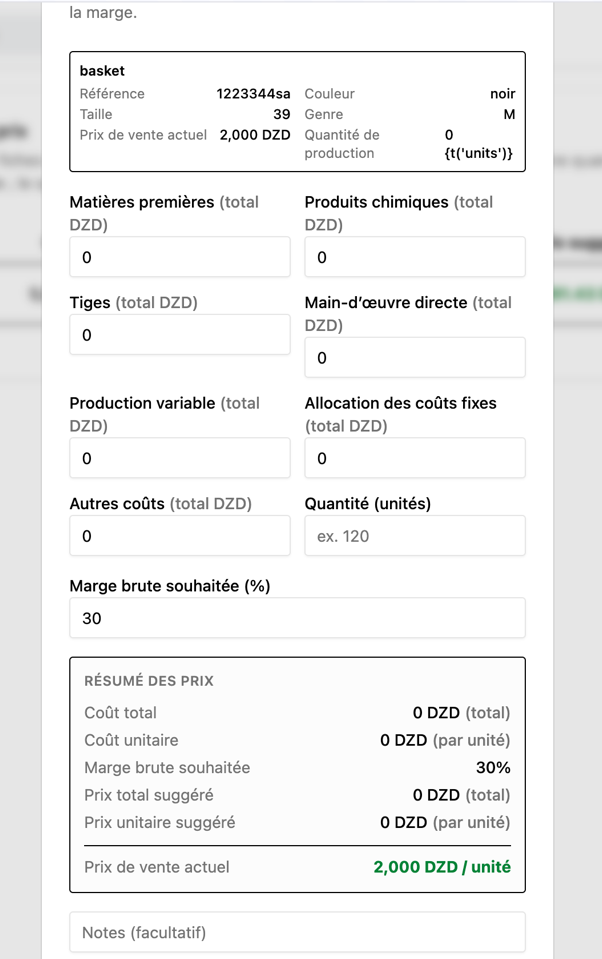 la marge.
basket
Référence 1223344sa Couleur noir
Taille 39 Genre M
Prix de vente actuel 2,000 DZD Quantité de production 0 {t('units')}
Matières premières (total DZD)
0
Produits chimiques (total DZD)
0
Tiges (total DZD)
0
Main-d’œuvre directe (total DZD)
0
Production variable (total DZD)
0
Allocation des coûts fixes (total DZD)
0
Autres coûts (total DZD)
0
Quantité (unités)
ex. 120
Marge brute souhaitée (%)
30
RÉSUMÉ DES PRIX
Coût total 0 DZD (total)
Coût unitaire 0 DZD (par unité)
Marge brute souhaitée 30%
Prix total suggéré 0 DZD (total)
Prix unitaire suggéré 0 DZD (par unité)
Prix de vente actuel 2,000 DZD / unité
Notes (facultatif)